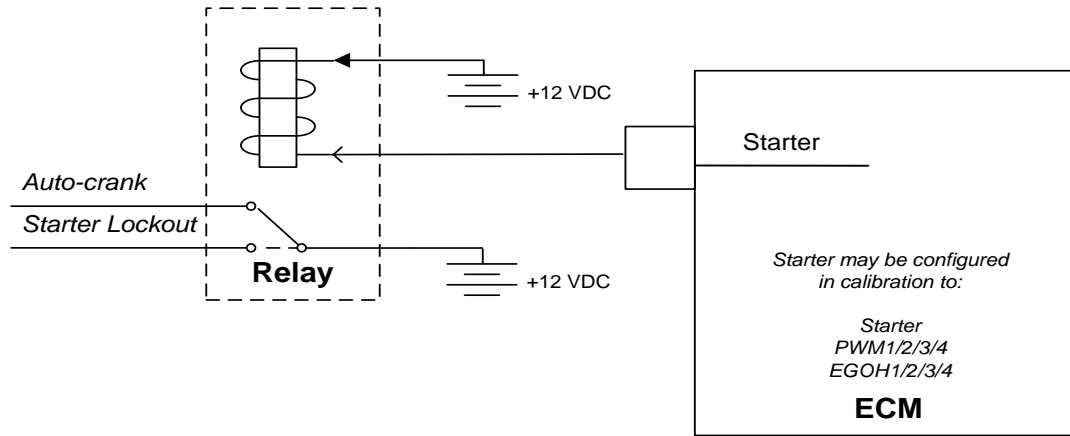 +12 VDC
Starter
Auto-crank
Starter Lockout
Relay
+12 VDC
Starter may be configured
in calibration to:
Starter
PWM1/2/3/4
EGOH1/2/3/4
ECM